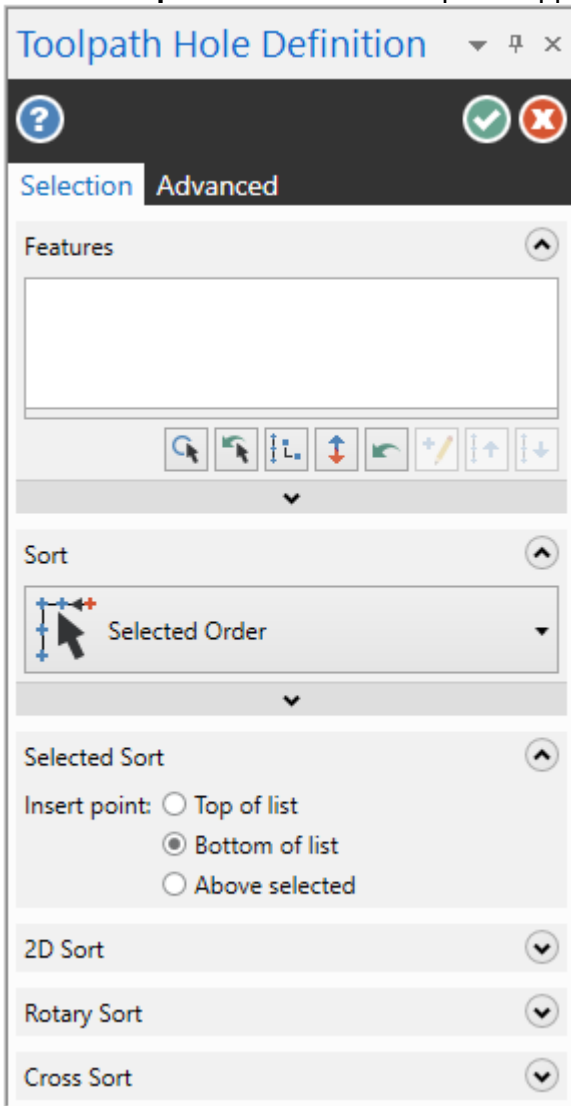 Toolpath Hole Definition
Selection Advanced
Features
Sort
Selected Order
Selected Sort
Insert point: Top of list
Bottom of list
Above selected
2D Sort
Rotary Sort
Cross Sort